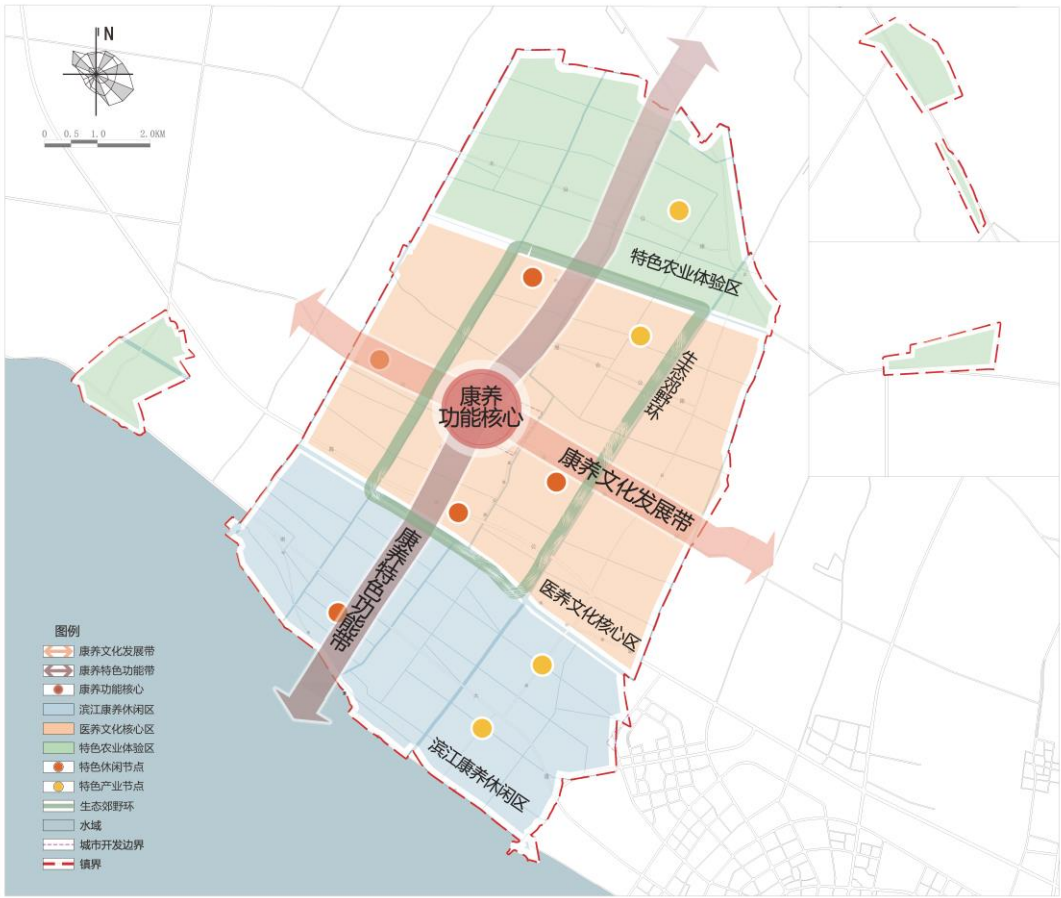 N
0 0.5 1.0 2.0KM
特色农业体验区
生态郊野环
康养
功能核心
康养文化发展带
康养特色功能带
医养文化核心区
滨江康养休闲区
图例
康养文化发展带
康养特色功能带
康养功能核心
滨江康养休闲区
医养文化核心区
特色农业体验区
特色休闲节点
特色产业节点
生态郊野环
水域
城市开发边界
镇界